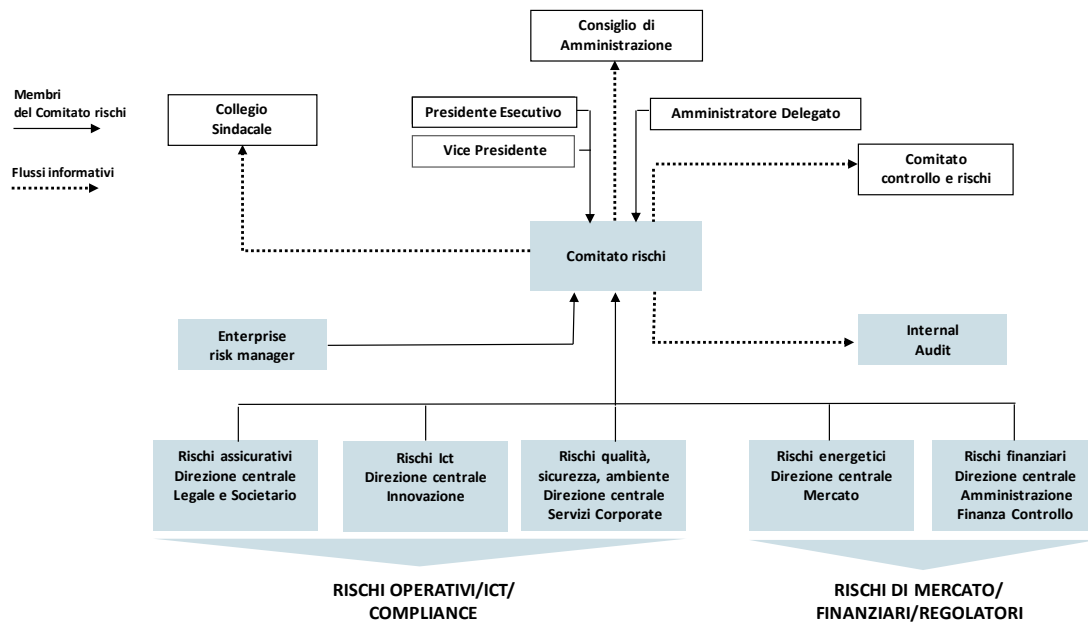 Consiglio di
Amministrazione
Membri
del Comitato rischi
Collegio
Sindacale
Presidente Esecutivo
Amministratore Delegato
Vice Presidente
Flussi informativi
Comitato
controllo e rischi
Comitato rischi
Enterprise
risk manager
Internal
Audit
Rischi assicurativi
Direzione centrale
Legale e Societario
Rischi Ict
Direzione centrale
Innovazione
Rischi qualità,
sicurezza, ambiente
Direzione centrale
Servizi Corporate
Rischi energetici
Direzione centrale
Mercato
Rischi finanziari
Direzione centrale
Amministrazione
Finanza Controllo
RISCHI OPERATIVI/ICT/
COMPLIANCE
RISCHI DI MERCATO/
FINANZIARI/REGOLATORI